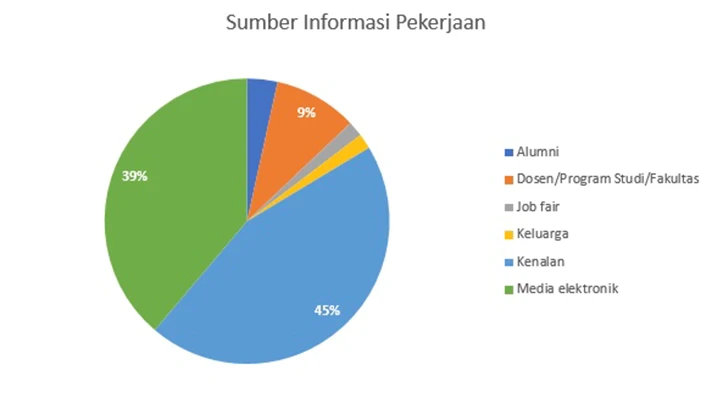 Sumber Informasi Pekerjaan
9%
39%
45%
Alumni
Dosen/Program Studi/Fakultas
Job fair
Keluarga
Kenalan
Media elektronik